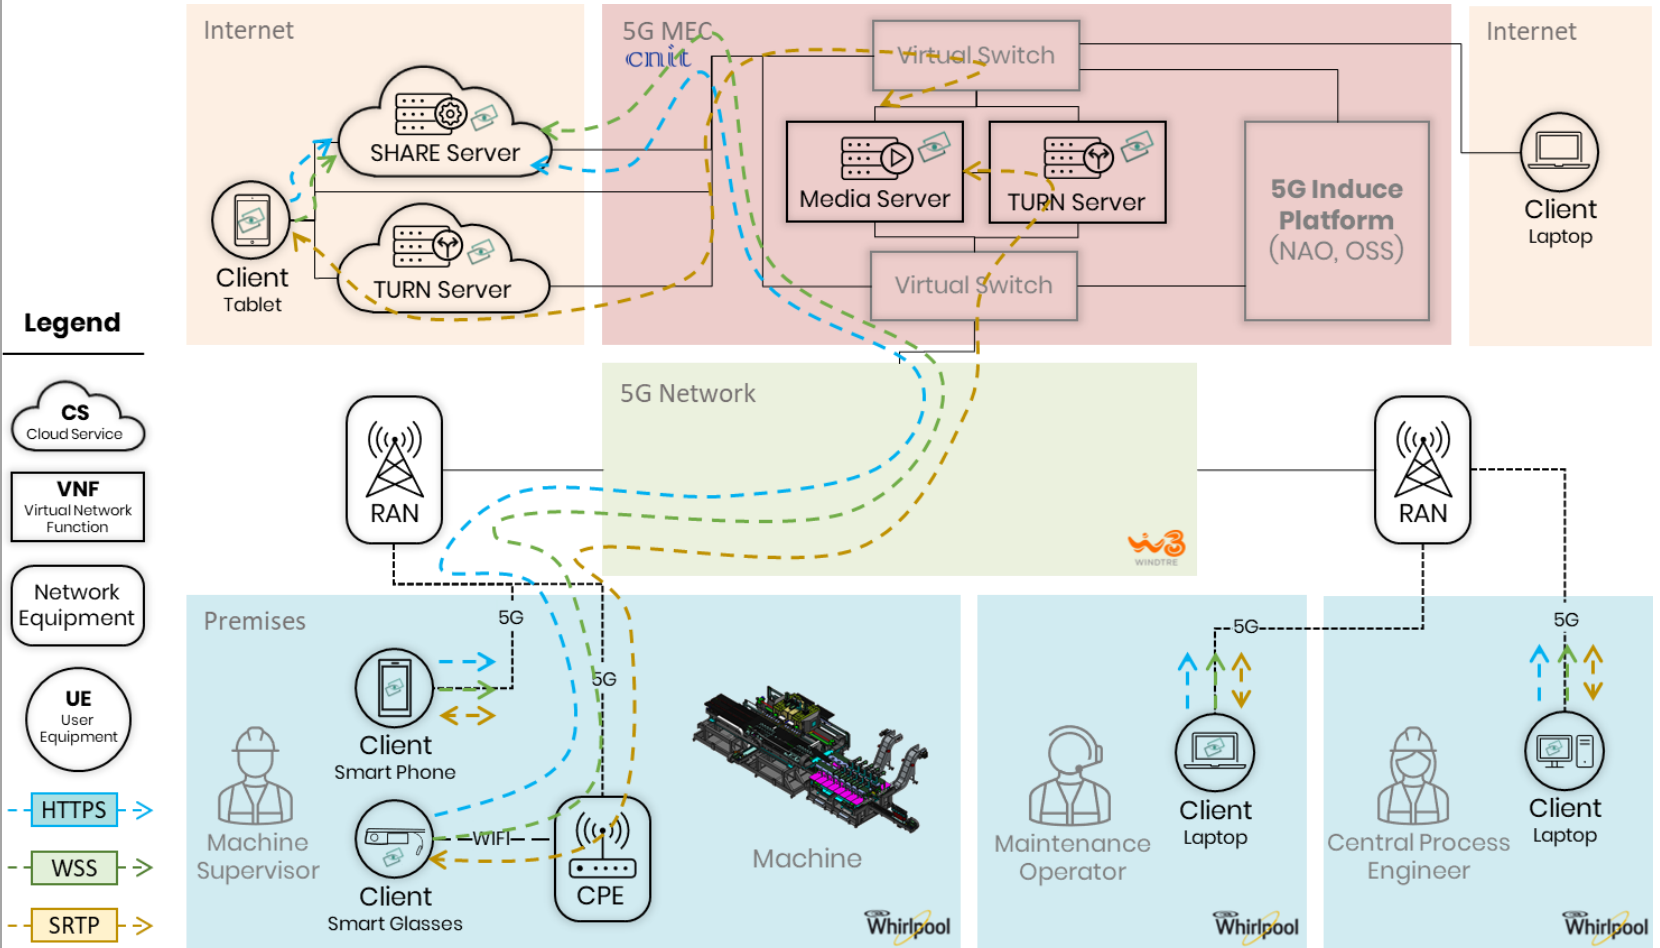 Internet
5G MEC
cnit
Virtual Switch
Internet
SHARE Server
Media Server
TURN Server
5G Induce
Platform
(NAO, OSS)
Client
Laptop
Client
Tablet
TURN Server
Virtual Switch
Legend
CS
Cloud Service
VNF
Virtual Network
Function
Network
Equipment
UE
User
Equipment
HTTPS
WSS
SRTP
5G Network
RAN
RAN
W3
WINDTRE
Premises
5G
5G
5G
5G
Client
Smart Phone
Machine
Supervisor
WIFI
Client
Smart Glasses
CPE
Machine
Whirlpool
Maintenance
Operator
Client
Laptop
Whirlpool
Central Process
Engineer
Client
Laptop
Whirlpool